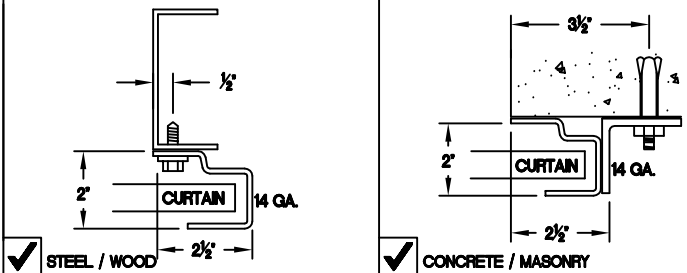 ½"
2"
CURTAIN
14 GA.
2½"
STEEL / WOOD
3½"
2"
CURTAIN
14 GA.
2½"
CONCRETE / MASONRY